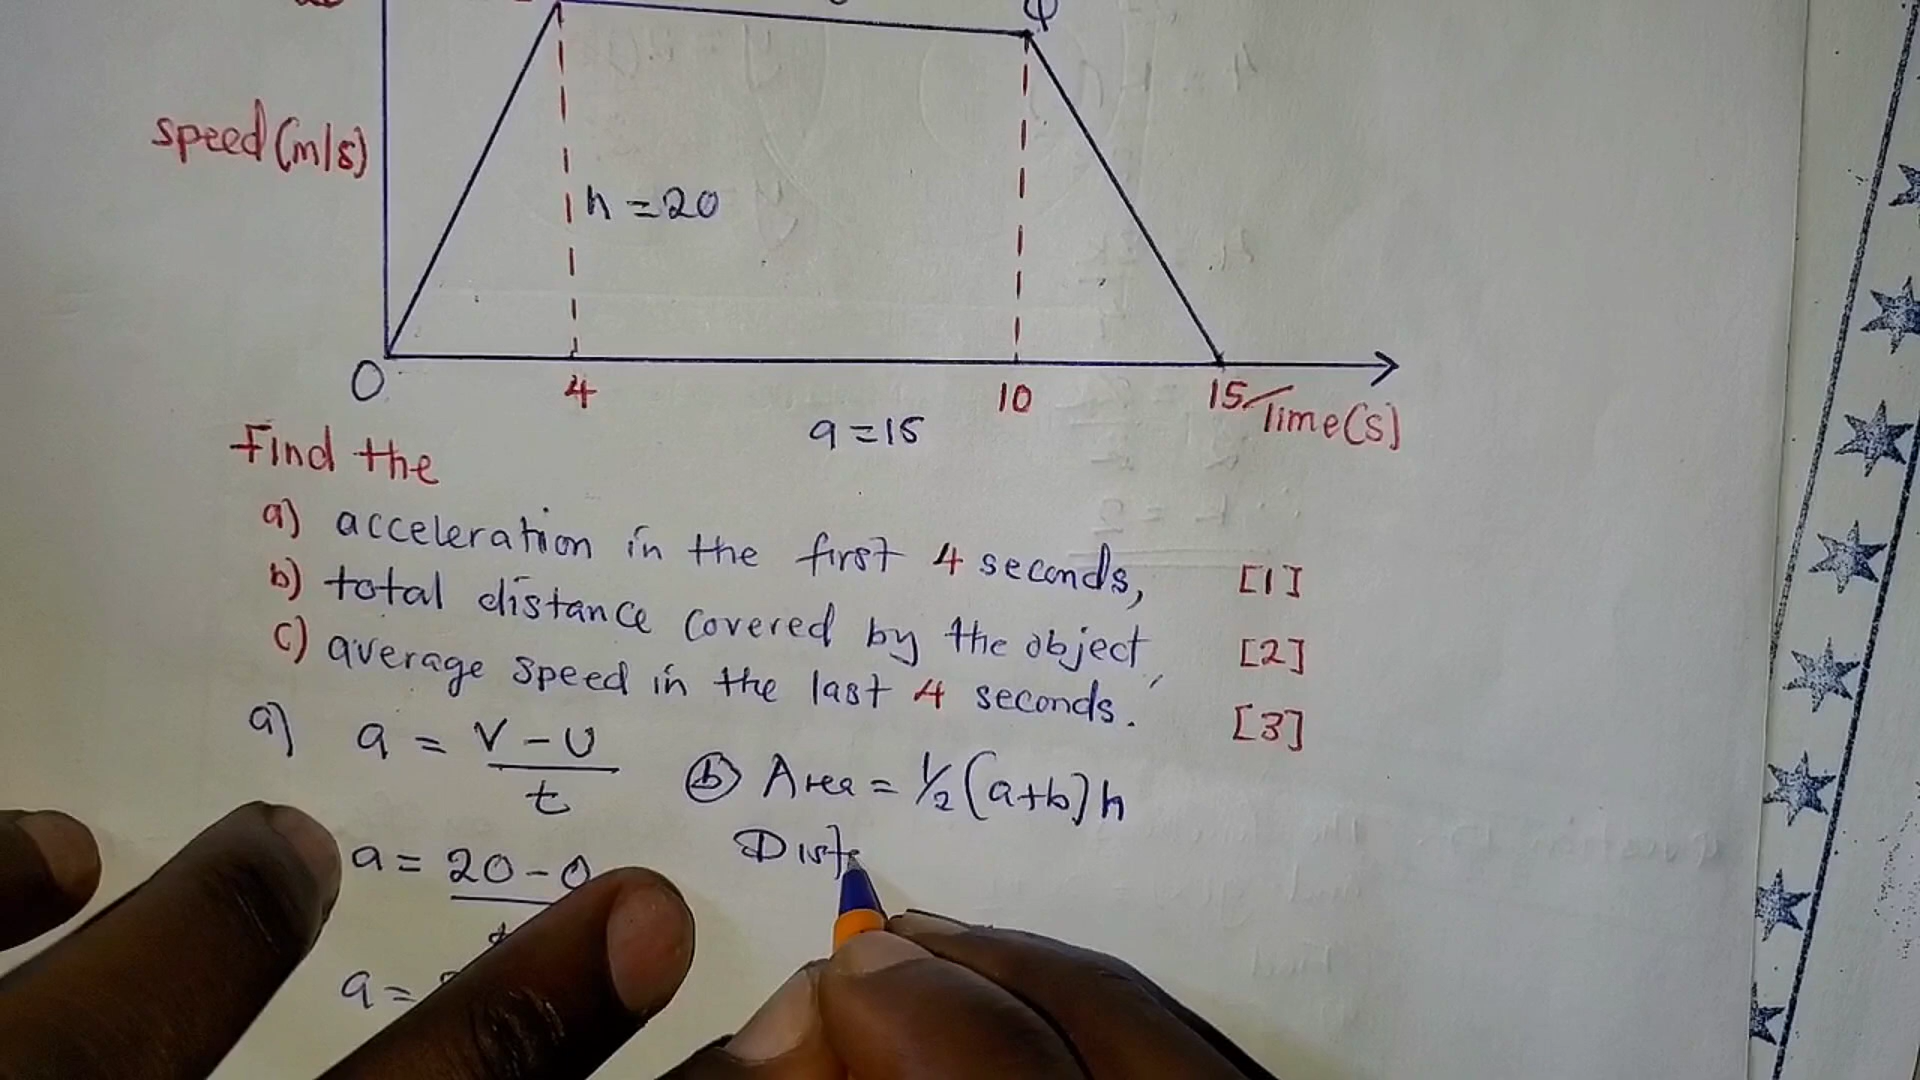 Q
speed (m/s)
h = 20
O 4 10 15 Time (s)
a = 15
Find the
a) acceleration in the first 4 seconds, [1]
b) total distance covered by the object, [2]
c) average speed in the last 4 seconds. [3]
a) a = V - U
t
b Area = 1/2 (a+b) h
a = 20 - 0
Dist
a =